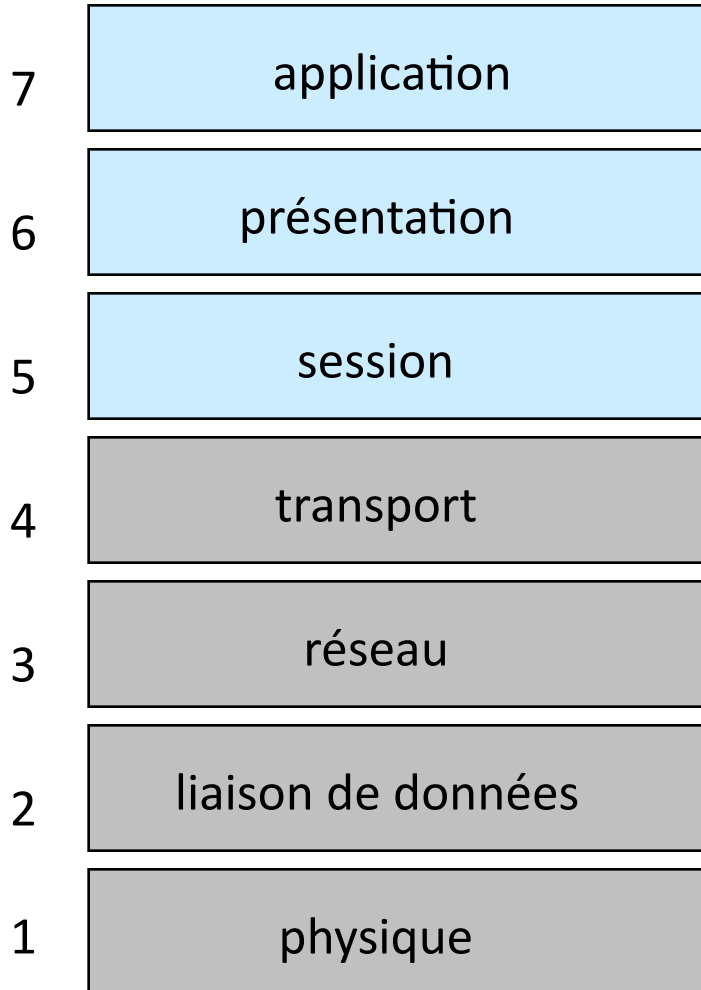 7 application
6 présentation
5 session
4 transport
3 réseau
2 liaison de données
1 physique